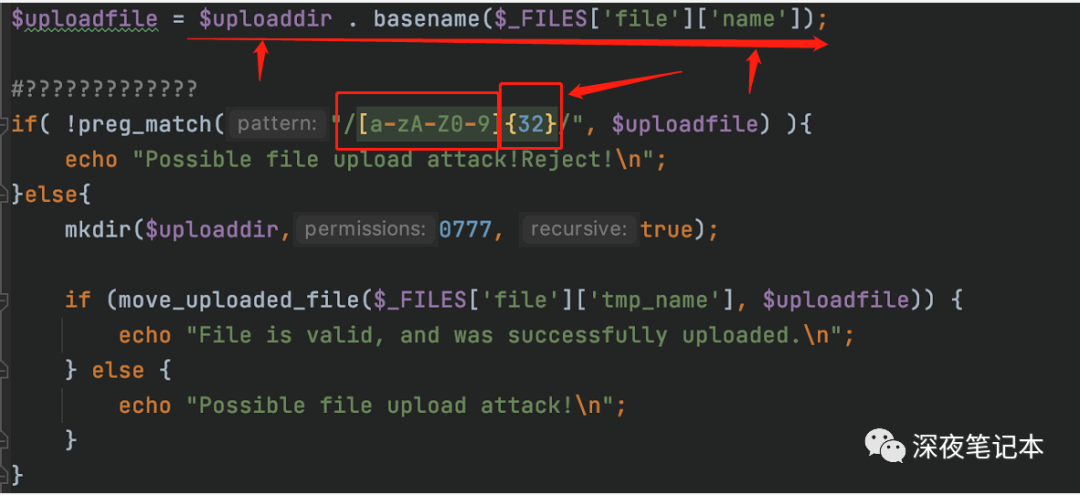 $uploadfile = $uploaddir . basename($_FILES['file']['name']);
#?????????????
if( !preg_match( pattern: "/[a-zA-Z0-9]{32}/", $uploadfile) ){
echo "Possible file upload attack!Reject!\n";
}else{
mkdir($uploaddir, permissions: 0777, recursive: true);
if (move_uploaded_file($_FILES['file']['tmp_name'], $uploadfile)) {
echo "File is valid, and was successfully uploaded.\n";
} else {
echo "Possible file upload attack!\n";
}
}
深夜笔记本